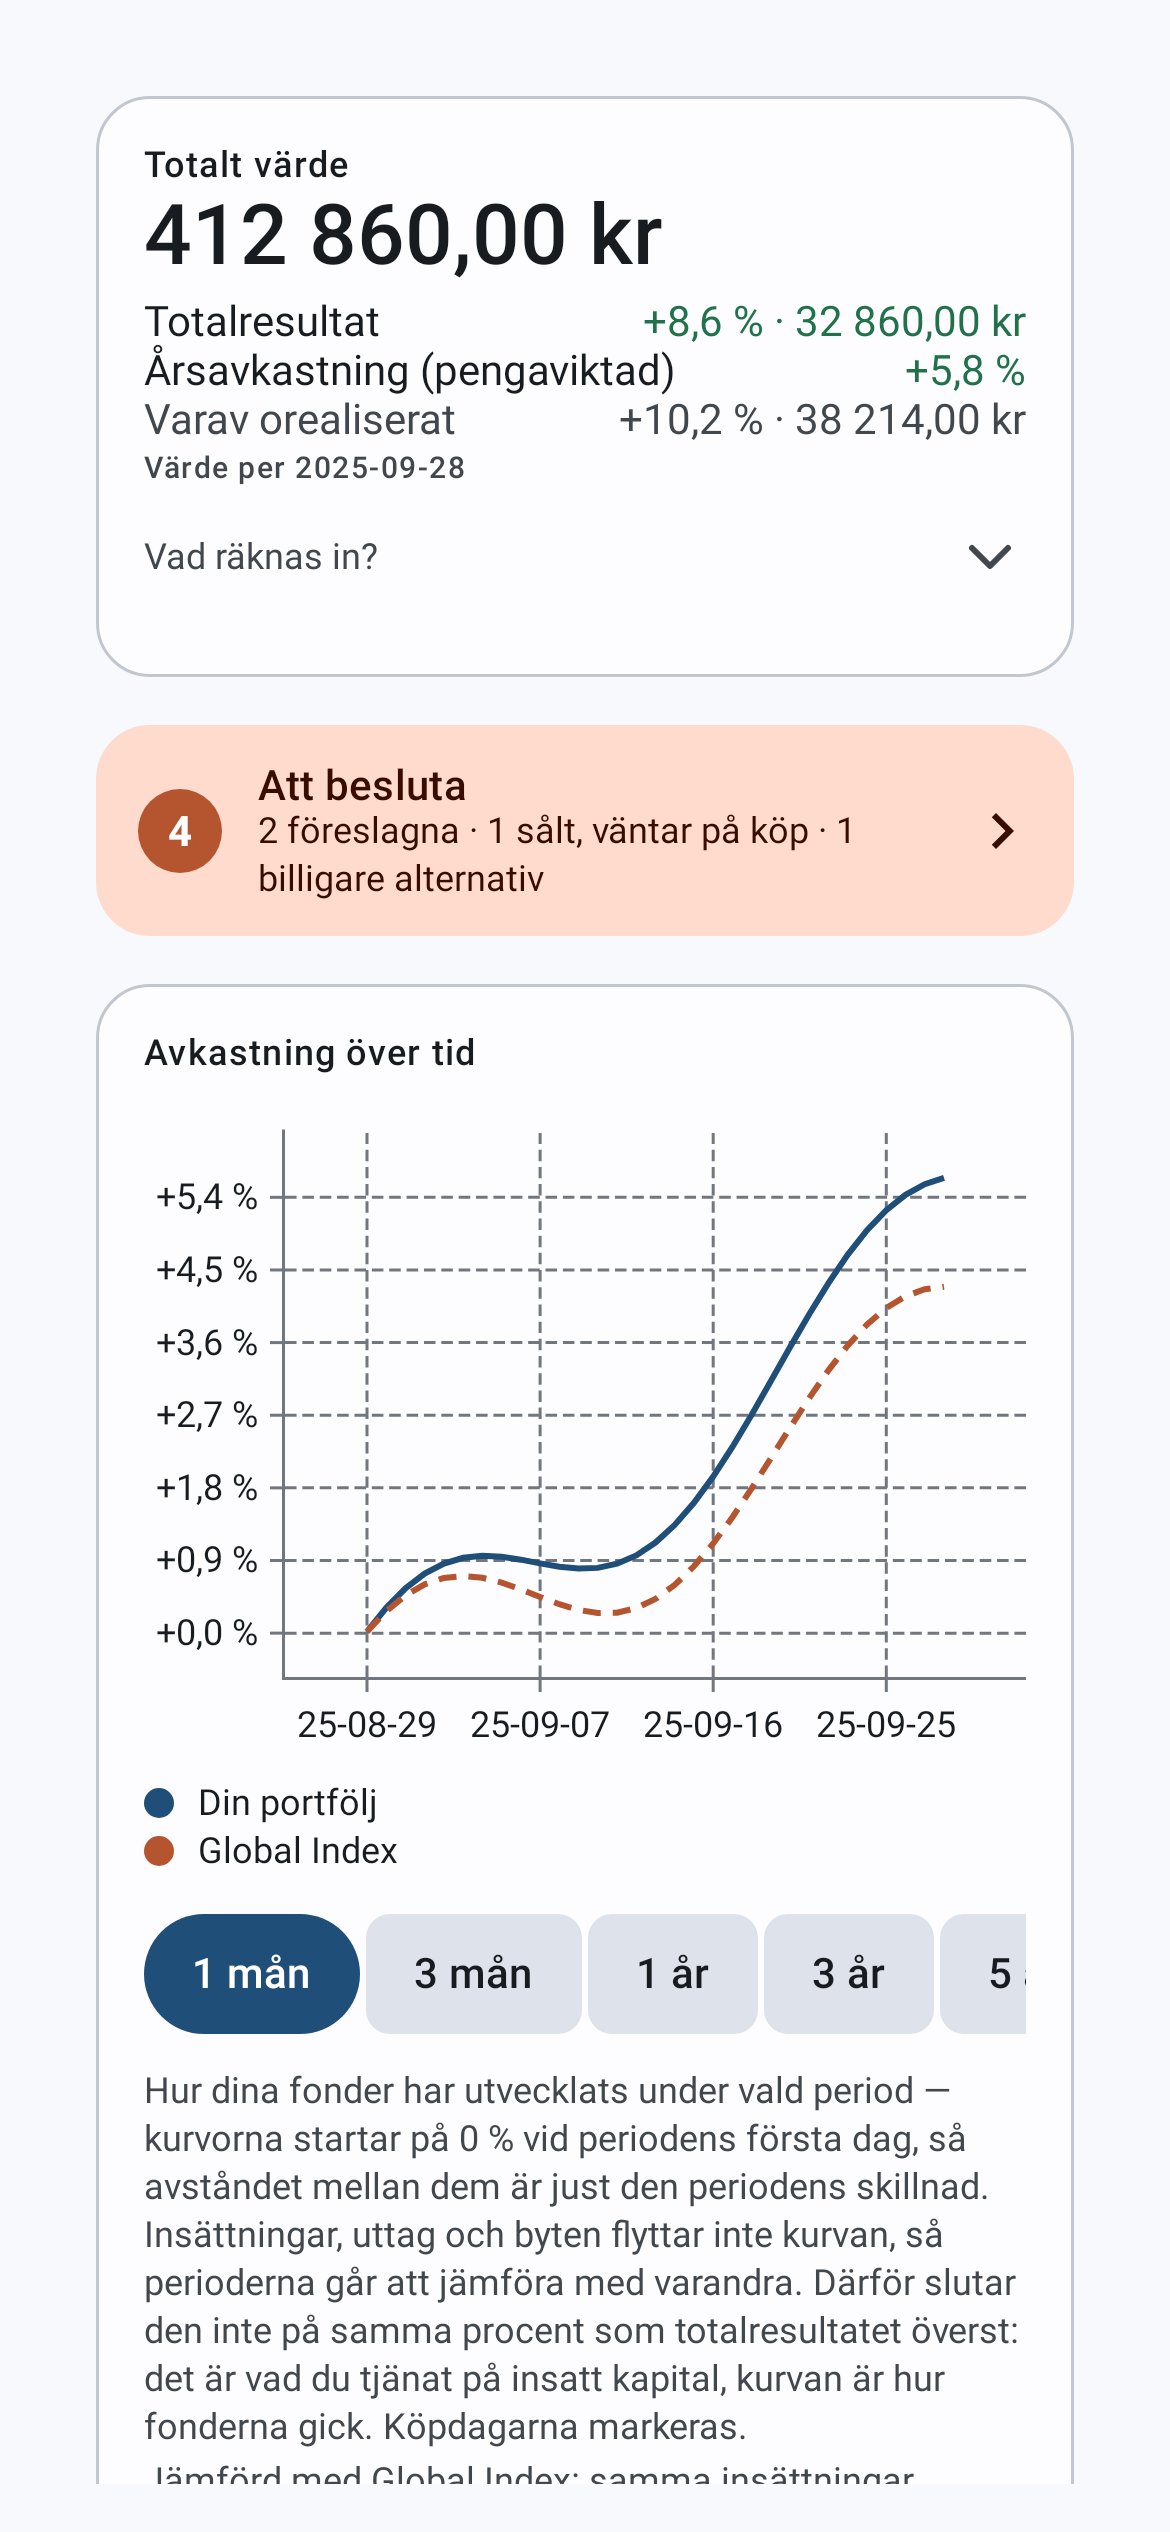 Totalt värde
412 860,00 kr
Totalresultat +8,6 % · 32 860,00 kr
Årsavkastning (pengaviktad) +5,8 %
Varav orealiserat +10,2 % · 38 214,00 kr
Värde per 2025-09-28
Vad räknas in?
4
Att besluta
2 föreslagna · 1 sålt, väntar på köp · 1
billigare alternativ
Avkastning över tid
+5,4 %
+4,5 %
+3,6 %
+2,7 %
+1,8 %
+0,9 %
+0,0 %
25-08-29 25-09-07 25-09-16 25-09-25
Din portfölj
Global Index
1 mån 3 mån 1 år 3 år 5
Hur dina fonder har utvecklats under vald period —
kurvorna startar på 0 % vid periodens första dag, så
avståndet mellan dem är just den periodens skillnad.
Insättningar, uttag och byten flyttar inte kurvan, så
perioderna går att jämföra med varandra. Därför slutar
den inte på samma procent som totalresultatet överst:
det är vad du tjänat på insatt kapital, kurvan är hur
fonderna gick. Köpdagarna markeras.
Jämförd med Global Index: samma insättningar